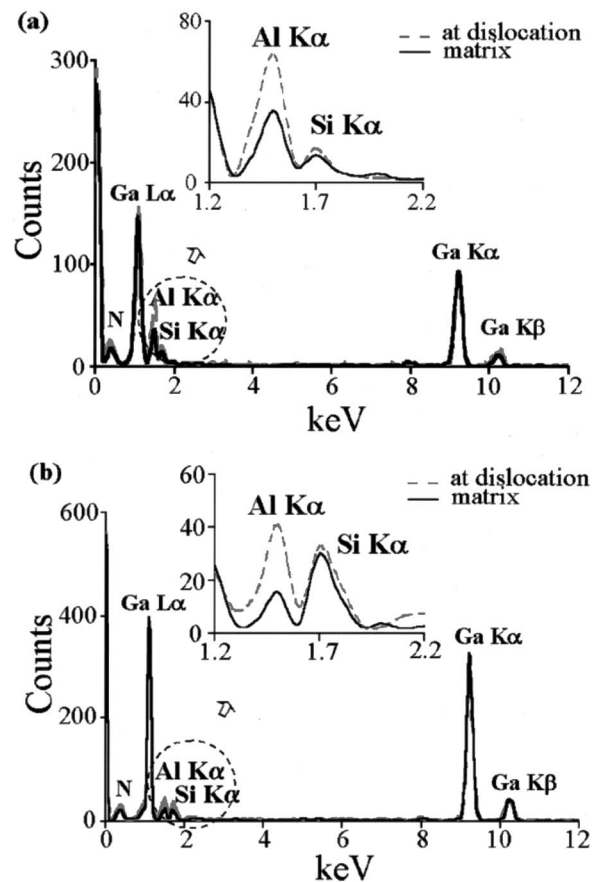 (a)
80
40
0
Al Kα
Si Kα
at dislocation
matrix
1.2 1.7 2.2
300
200
100
0
Counts
Ga Lα
N
Al Kα
Si Kα
Ga Kα
Ga Kβ
0 2 4 6 8 10 12
keV
(b)
60
40
20
0
Al Kα
Si Kα
at dislocation
matrix
1.2 1.7 2.2
600
400
200
0
Counts
Ga Lα
N
Al Kα
Si Kα
Ga Kα
Ga Kβ
0 2 4 6 8 10 12
keV